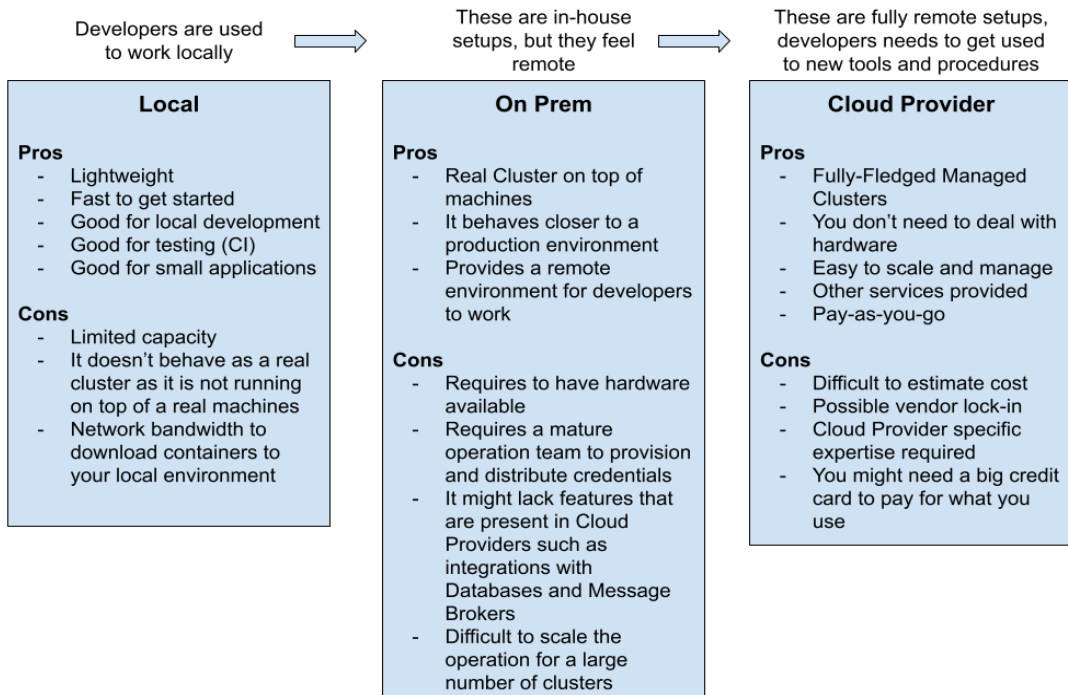 Developers are used
to work locally
These are in-house
setups, but they feel
remote
These are fully remote setups,
developers needs to get used
to new tools and procedures
Local
Pros
- Lightweight
- Fast to get started
- Good for local development
- Good for testing (CI)
- Good for small applications
Cons
- Limited capacity
- It doesn’t behave as a real
cluster as it is not running
on top of a real machines
- Network bandwidth to
download containers to
your local environment
On Prem
Pros
- Real Cluster on top of
machines
- It behaves closer to a
production environment
- Provides a remote
environment for developers
to work
Cons
- Requires to have hardware
available
- Requires a mature
operation team to provision
and distribute credentials
- It might lack features that
are present in Cloud
Providers such as
integrations with
Databases and Message
Brokers
- Difficult to scale the
operation for a large
number of clusters
Cloud Provider
Pros
- Fully-Fledged Managed
Clusters
- You don’t need to deal with
hardware
- Easy to scale and manage
- Other services provided
- Pay-as-you-go
Cons
- Difficult to estimate cost
- Possible vendor lock-in
- Cloud Provider specific
expertise required
- You might need a big credit
card to pay for what you
use